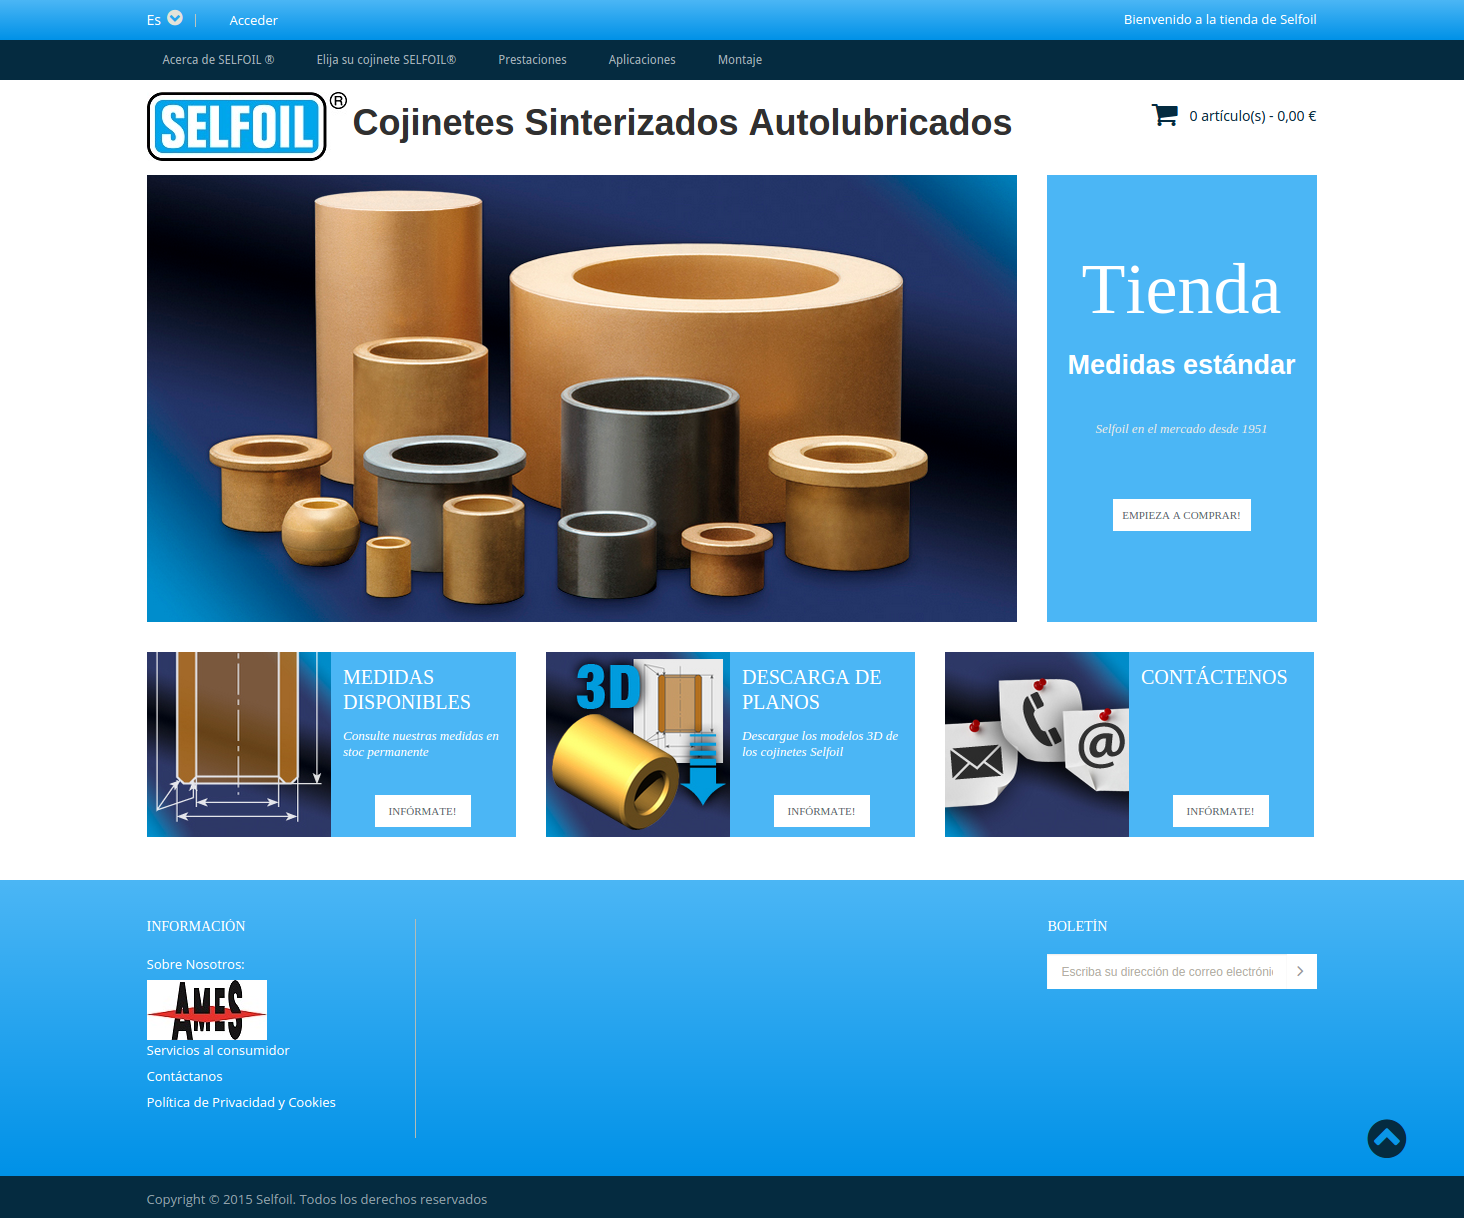 Es
Acceder
Bienvenido a la tienda de Selfoil
Acerca de SELFOIL ®
Elija su cojinete SELFOIL®
Prestaciones
Aplicaciones
Montaje
SELFOIL®
Cojinetes Sinterizados Autolubricados
0 artículo(s) - 0,00 €
Tienda
Medidas estándar
Selfoil en el mercado desde 1951
EMPIEZA A COMPRAR!
MEDIDAS
DISPONIBLES
Consulte nuestras medidas en
stoc permanente
INFÓRMATE!
3D
DESCARGA DE
PLANOS
Descargue los modelos 3D de
los cojinetes Selfoil
INFÓRMATE!
@
CONTÁCTENOS
INFÓRMATE!
INFORMACIÓN
Sobre Nosotros:
AMES
Servicios al consumidor
Contáctanos
Política de Privacidad y Cookies
BOLETÍN
Escriba su dirección de correo electróni
Copyright © 2015 Selfoil. Todos los derechos reservados